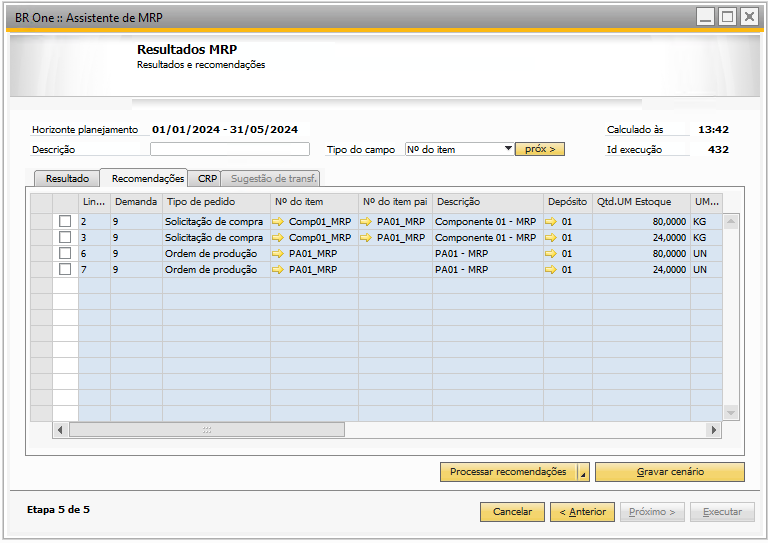 BR One :: Assistente de MRP
Resultados MRP
Resultados e recomendações
Horizonte planejamento 01/01/2024 - 31/05/2024 Calculado às 13:42
Descrição Tipo do campo Nº do item próx > Id execução 432
Resultado Recomendações CRP Sugestão de transf.
Lin... Demanda Tipo de pedido Nº do item Nº do item pai Descrição Depósito Qtd.UM Estoque UM...
2 9 Solicitação de compra Comp01_MRP PA01_MRP Componente 01 - MRP 01 80,0000 KG
3 9 Solicitação de compra Comp01_MRP PA01_MRP Componente 01 - MRP 01 24,0000 KG
6 9 Ordem de produção PA01_MRP PA01 - MRP 01 80,0000 UN
7 9 Ordem de produção PA01_MRP PA01 - MRP 01 24,0000 UN
Processar recomendações Gravar cenário
Etapa 5 de 5 Cancelar < Anterior Próximo > Executar